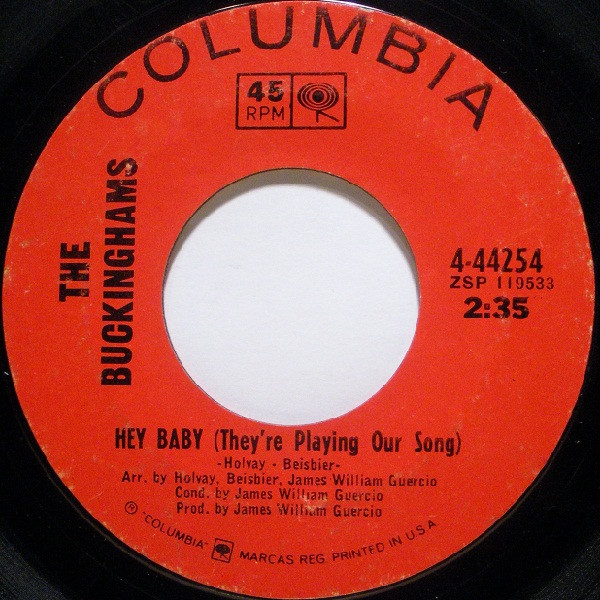 COLUMBIA
45
RPM
THE
BUCKINGHAMS
4-44254
ZSP 119533
2:35
HEY BABY (They're Playing Our Song)
-Holvay - Beisbier-
Arr. by Holvay, Beisbier, James William Guercio
Cond. by James William Guercio
Prod. by James William Guercio
Ⓡ "COLUMBIA" MARCAS REG. PRINTED IN U.S.A.